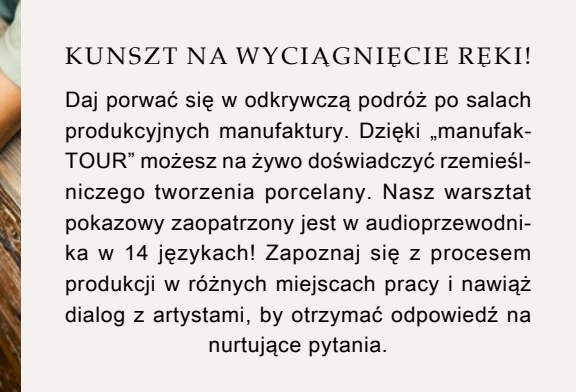 KUNSZT NA WYCIĄGNIĘCIE RĘKI!
Daj porwać się w odkrywczą podróż po salach
produkcyjnych manufaktury. Dzięki „manufak-
TOUR” możesz na żywo doświadczyć rzemieśl-
niczego tworzenia porcelany. Nasz warsztat
pokazowy zaopatrzony jest w audioprzewodni-
ka w 14 językach! Zapoznaj się z procesem
produkcji w różnych miejscach pracy i nawiąż
dialog z artystami, by otrzymać odpowiedź na
nurtujące pytania.